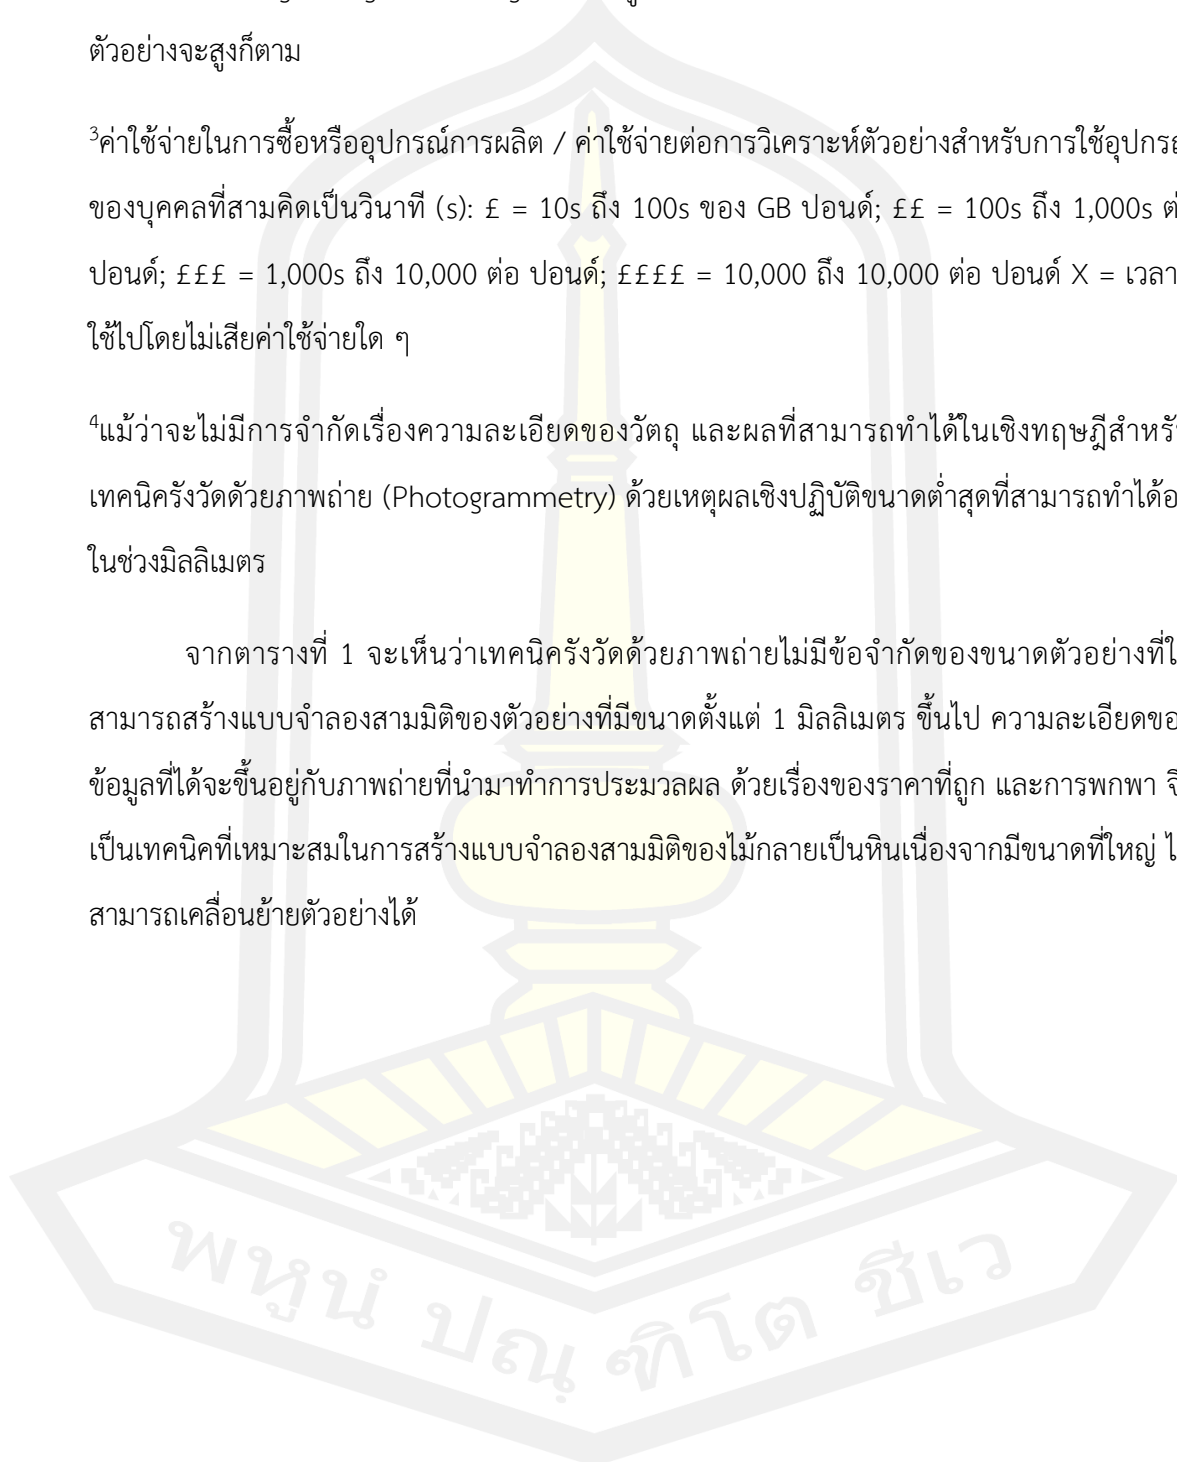 ตัวอย่างจะสูงก็ตาม
³ค่าใช้จ่ายในการซื้อหรืออุปกรณ์การผลิต / ค่าใช้จ่ายต่อการวิเคราะห์ตัวอย่างสำหรับการใช้
ของบุคคลที่สามคิดเป็นวินาที (s): £ = 10s ถึง 100s ของ GB ปอนด์; ££ = 100s ถึง 1,000s
ปอนด์; £££ = 1,000s ถึง 10,000 ต่อ ปอนด์; ££££ = 10,000 ถึง 10,000 ต่อ ปอนด์ X = เวลา
ใช้ไปโดยไม่เสียค่าใช้จ่ายใด ๆ
⁴แม้ว่าจะไม่มีการจำกัดเรื่องความละเอียดของวัตถุ และผลที่สามารถทำได้ในเชิงทฤษฎี
เทคนิครังวัดด้วยภาพถ่าย (Photogrammetry) ด้วยเหตุผลเชิงปฏิบัติขนาดต่ำสุดที่สามารถทำได้
ในช่วงมิลลิเมตร
จากตารางที่ 1 จะเห็นว่าเทคนิครังวัดด้วยภาพถ่ายไม่มีข้อจำกัดของขนาดตัวอย่างที่
สามารถสร้างแบบจำลองสามมิติของตัวอย่างที่มีขนาดตั้งแต่ 1 มิลลิเมตร ขึ้นไป ความละเอียด
ข้อมูลที่ได้จะขึ้นอยู่กับภาพถ่ายที่นำมาทำการประมวลผล ด้วยเรื่องของราคาที่ถูก และการพกพา
เป็นเทคนิคที่เหมาะสมในการสร้างแบบจำลองสามมิติของไม้กลายเป็นหินเนื่องจากมีขนาดที่ใหญ่
สามารถเคลื่อนย้ายตัวอย่างได้
พหูนํ ปณฺฑิโต ชีเว